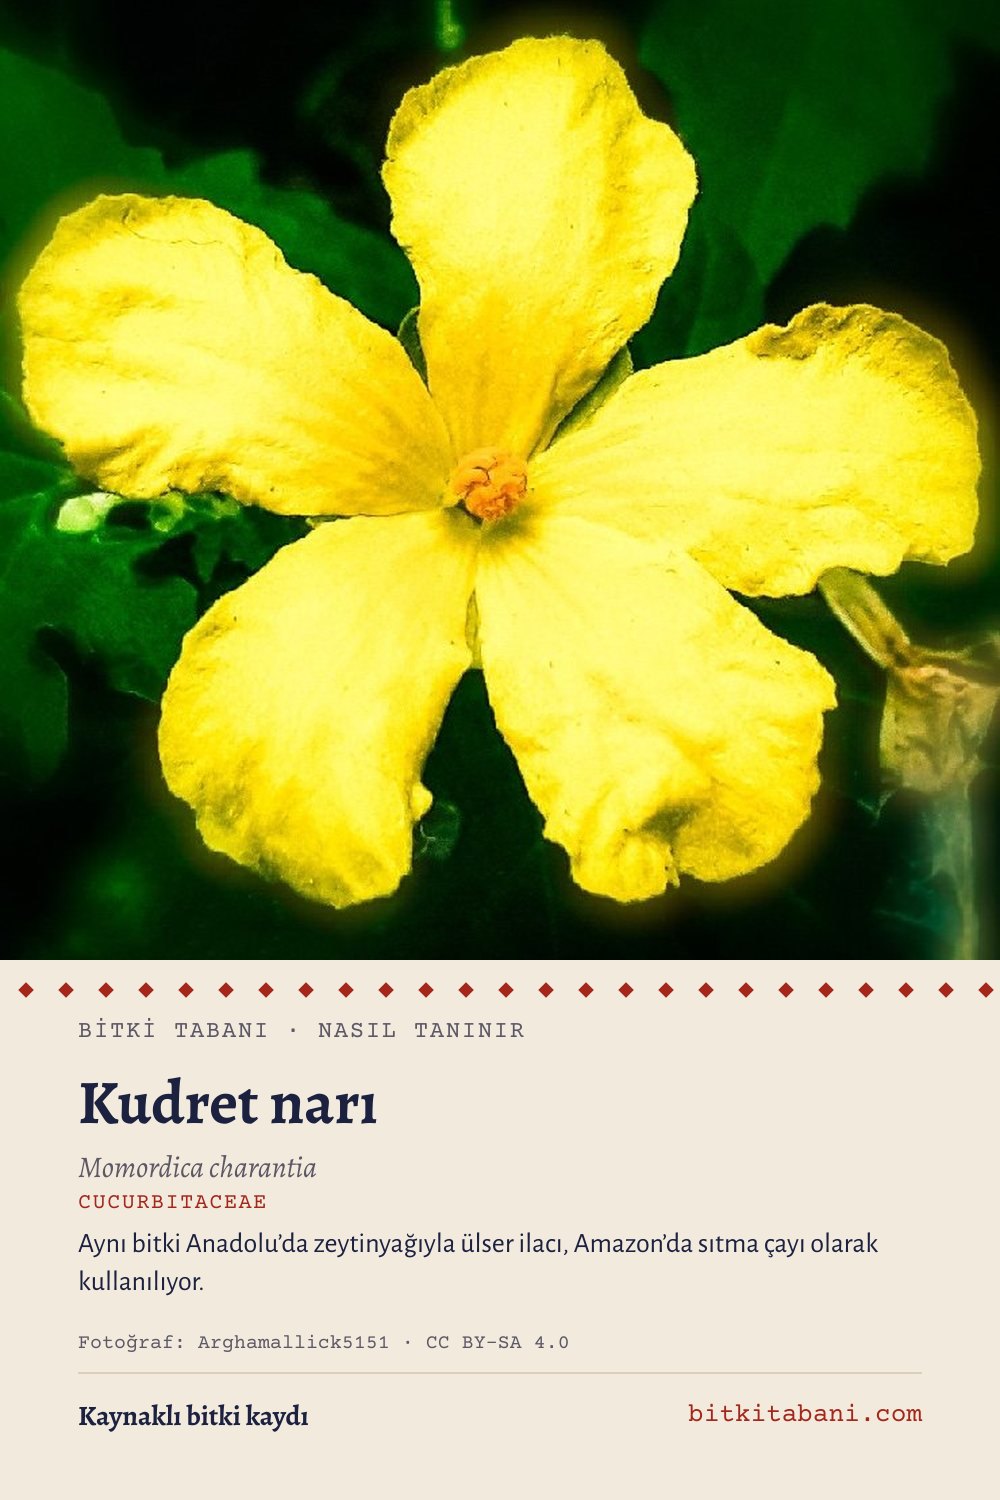 BİTKİ TABANI · NASIL TANINIR
Kudret narı
Momordica charantia
CUCURBITACEAE
Aynı bitki Anadolu’da zeytinyağıyla ülser ilacı, Amazon’da sıtma çayı olarak
kullanılıyor.
Fotoğraf: Arghamallick5151 · CC BY-SA 4.0
Kaynaklı bitki kaydı
bitkitabani.com